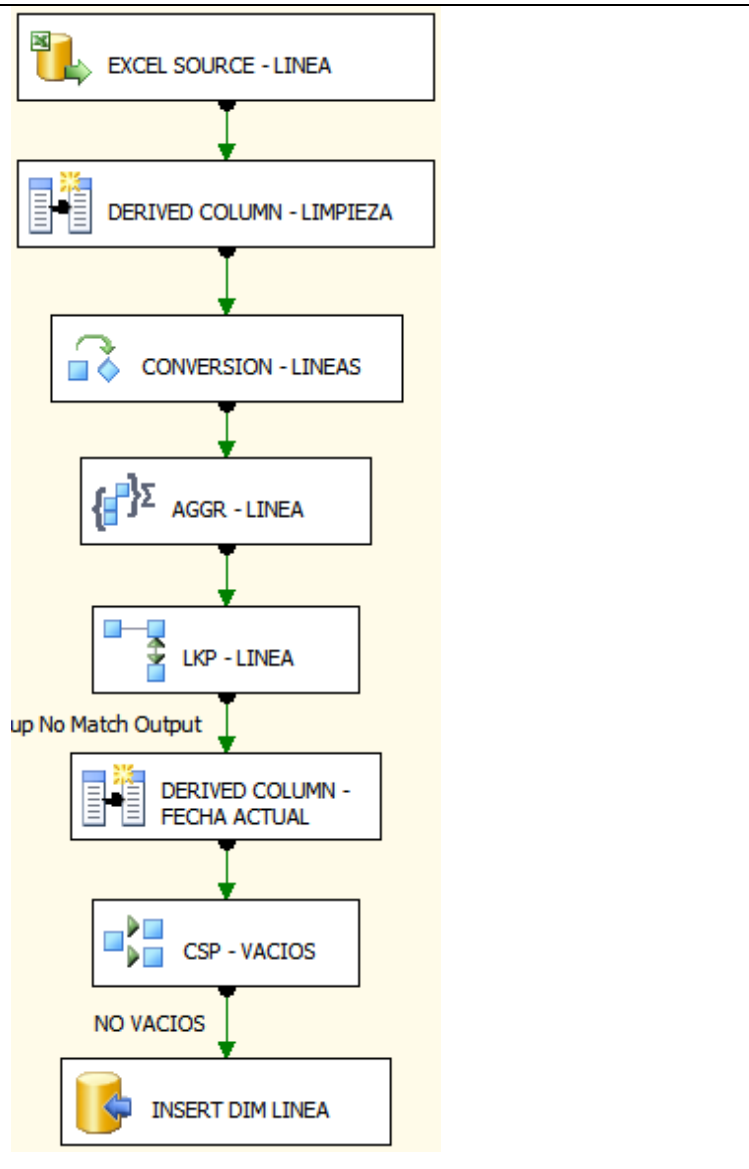 EXCEL SOURCE - LINEA
DERIVED COLUMN - LIMPIEZA
CONVERSION - LINEAS
AGGR - LINEA
LKP - LINEA
up No Match Output
DERIVED COLUMN -
FECHA ACTUAL
CSP - VACIOS
NO VACIOS
INSERT DIM LINEA